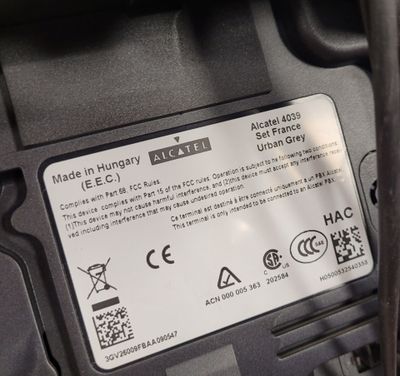 Made in Hungary
(E.E.C.)
ALCATEL
Alcatel 4039
Set France
Urban Grey
Complies with Part 68. FCC Rules.
This device complies with Part 15 of the FCC rules. Operation is subject to he following two conditions
(1)This device may not cause harmful interference, and (2)this device must accept any interference recei
ved including interference that may cause undesired operation.
Ce terminal est destiné à être connecté uniquement à un PBX Alcatel
This terminal is only intended to be connected to an Alcatel PBX.
HAC
CE
CCC
ACN 000 005 363
202584
H0500532540353
3GV26009FBAA090547